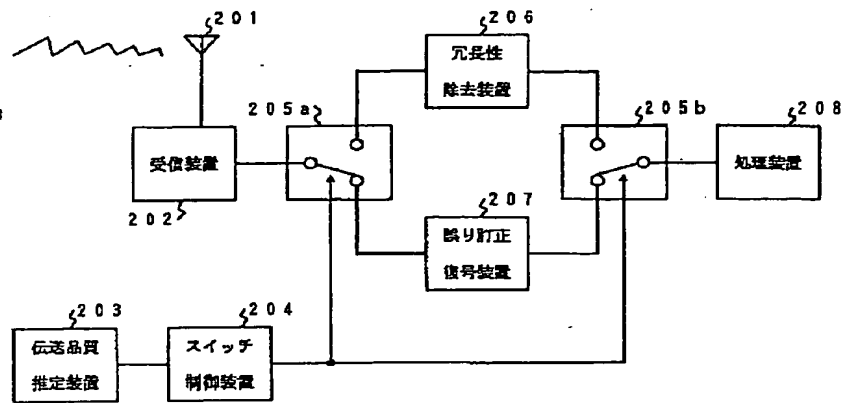 201
206
冗長性
除去装置
205a
205b
208
受信装置
処理装置
202
207
誤り訂正
復号装置
203
204
伝送品質
推定装置
スイッチ
制御装置